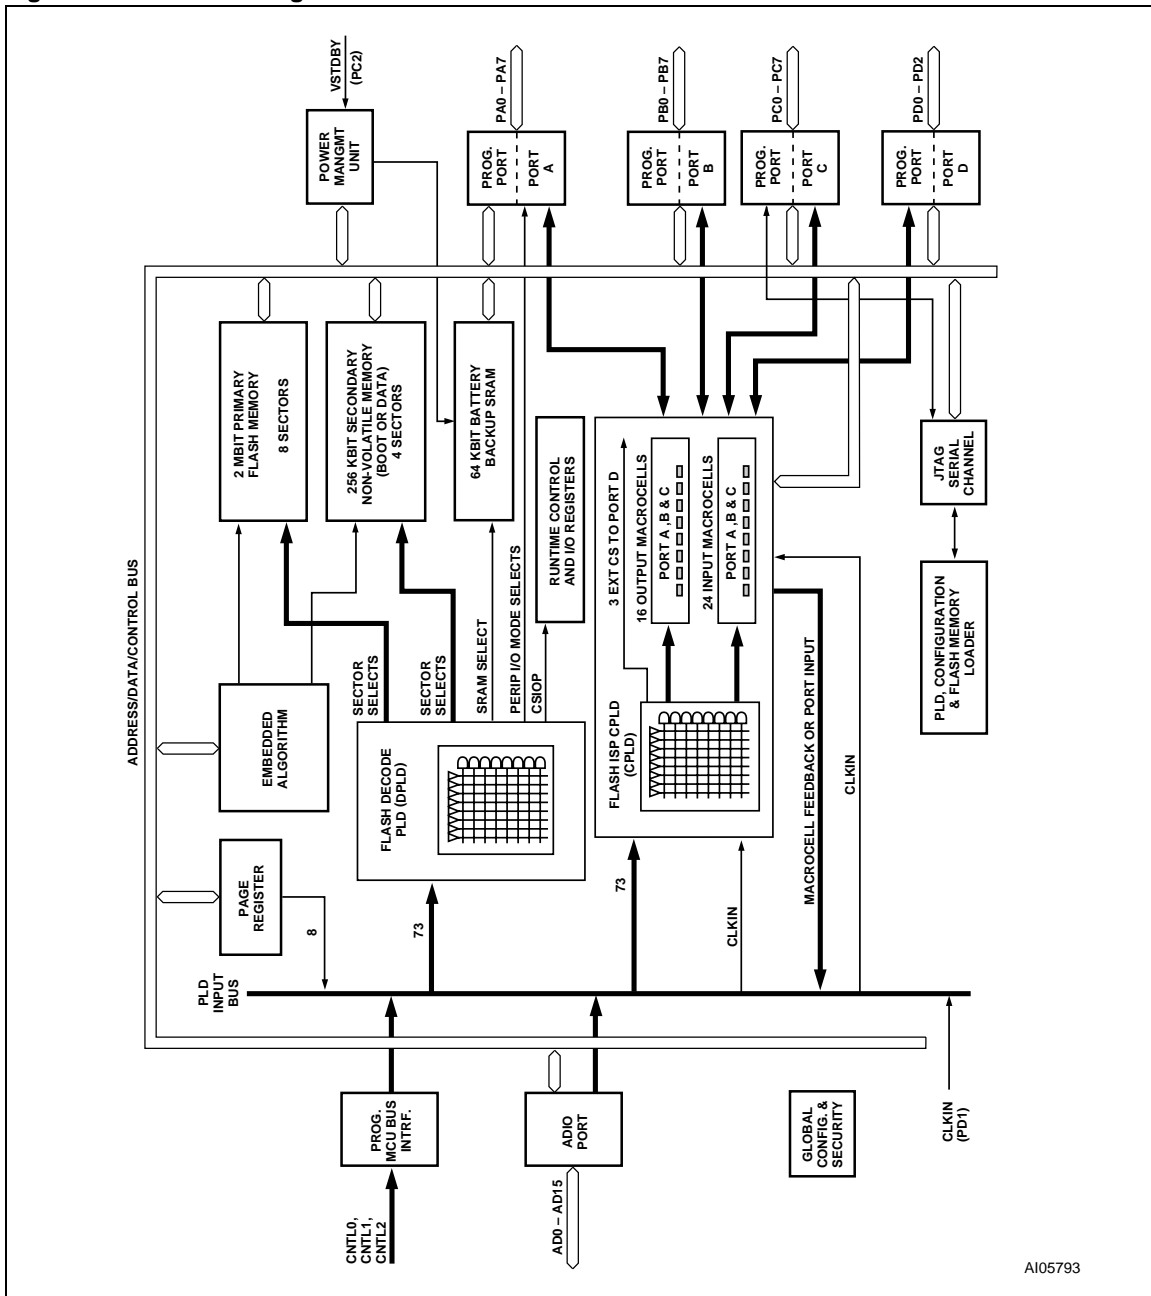 VSTDBY
(PC2)
PA0 – PA7
PB0 – PB7
PC0 – PC7
PD0 – PD2
POWER
MANGMT
UNIT
PROG.
PORT
PORT
A
PROG.
PORT
PORT
B
PROG.
PORT
PORT
C
PROG.
PORT
PORT
D
ADDRESS/DATA/CONTROL BUS
2 MBIT PRIMARY
FLASH MEMORY
8 SECTORS
256 KBIT SECONDARY
NON-VOLATILE MEMORY
(BOOT OR DATA)
4 SECTORS
64 KBIT BATTERY
BACKUP SRAM
RUNTIME CONTROL
AND I/O REGISTERS
3 EXT CS TO PORT D
16 OUTPUT MACROCELLS
PORT A ,B & C
24 INPUT MACROCELLS
PORT A ,B & C
JTAG
SERIAL
CHANNEL
PLD, CONFIGURATION
& FLASH MEMORY
LOADER
EMBEDDED
ALGORITHM
SECTOR
SELECTS
SECTOR
SELECTS
SRAM SELECT
PERIP I/O MODE SELECTS
CSIOP
FLASH DECODE
PLD (DPLD)
FLASH ISP CPLD
(CPLD)
MACROCELL FEEDBACK OR PORT INPUT
CLKIN
PAGE
REGISTER
8
73
73
CLKIN
PLD
INPUT
BUS
PROG.
MCU BUS
INTRF.
ADIO
PORT
GLOBAL
CONFIG. &
SECURITY
CLKIN
(PD1)
CNTL0,
CNTL1,
CNTL2
AD0 – AD15
AI05793